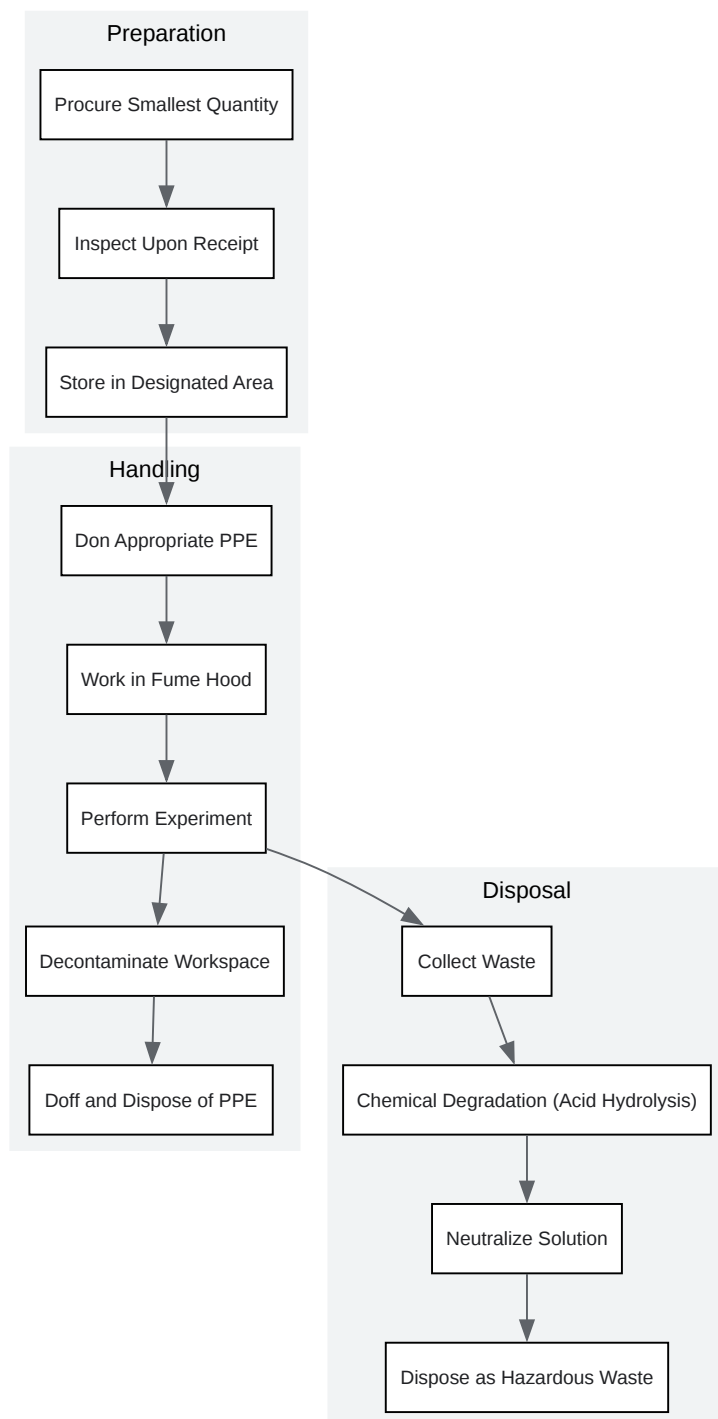 Preparation
Procure Smallest Quantity
Inspect Upon Receipt
Store in Designated Area
Handling
Don Appropriate PPE
Work in Fume Hood
Perform Experiment
Decontaminate Workspace
Doff and Dispose of PPE
Disposal
Collect Waste
Chemical Degradation (Acid Hydrolysis)
Neutralize Solution
Dispose as Hazardous Waste